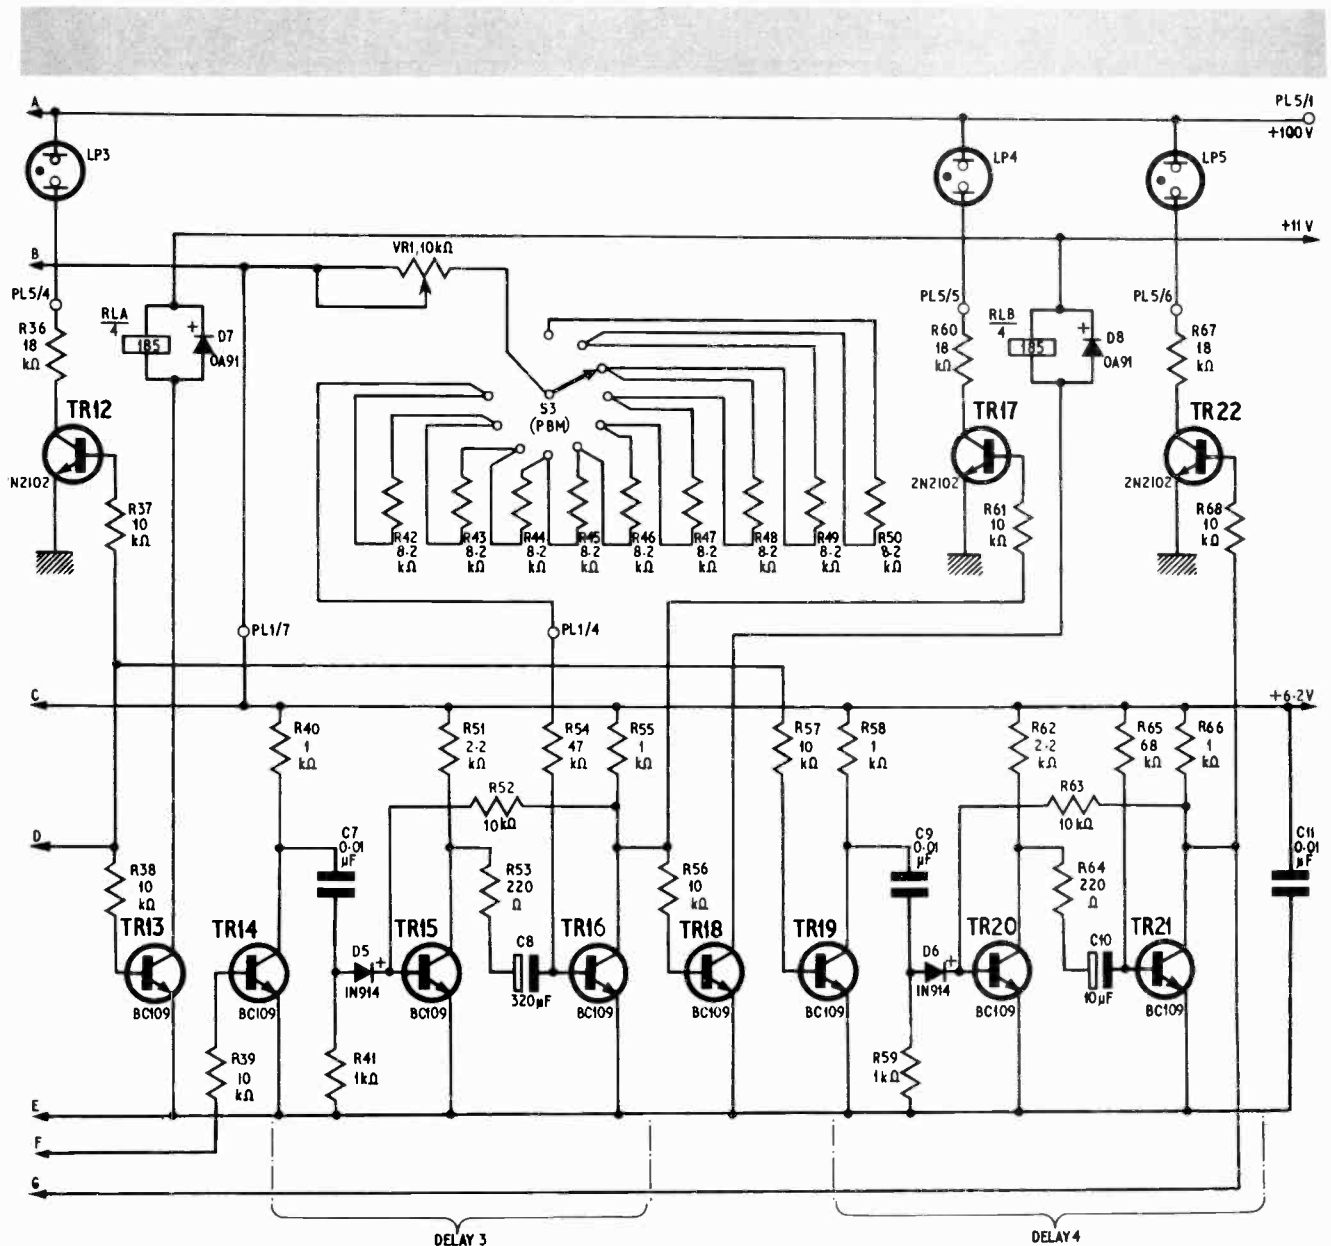 A
PL5/1
+100V
LP3
LP4
LP5
+11V
B
VR1, 10kΩ
PL5/4
PL5/5
PL5/6
R36
18
kΩ
RLA
4
185
+
D7
OA91
R60
18
kΩ
RLB
4
185
+
D8
OA91
R67
18
kΩ
TR12
S3
(PBM)
TR17
TR22
N2102
2N2102
2N2102
R37
10
kΩ
R42
8·2
kΩ
R43
8·2
kΩ
R44
8·2
kΩ
R45
8·2
kΩ
R46
8·2
kΩ
R47
8·2
kΩ
R48
8·2
kΩ
R49
8·2
kΩ
R50
8·2
kΩ
R61
10
kΩ
R68
10
kΩ
PL1/7
PL1/4
C
+6·2V
R40
1
kΩ
R51
2·2
kΩ
R54
47
kΩ
R55
1
kΩ
R57
10
kΩ
R58
1
kΩ
R62
2·2
kΩ
R65
68
kΩ
R66
1
kΩ
R52
10kΩ
R63
10kΩ
D
C7
0·01
µF
C9
0·01
µF
C11
0·01
µF
R38
10
kΩ
R53
220
Ω
R56
10
kΩ
R64
220
Ω
TR13
TR14
D5
+
1N914
TR15
C8
320µF
TR16
TR18
TR19
D6
+
1N914
TR20
C10
10µF
TR21
BC109
BC109
BC109
BC109
BC109
BC109
BC109
BC109
R39
10
kΩ
R41
1kΩ
R59
1kΩ
E
F
G
DELAY 3
DELAY 4